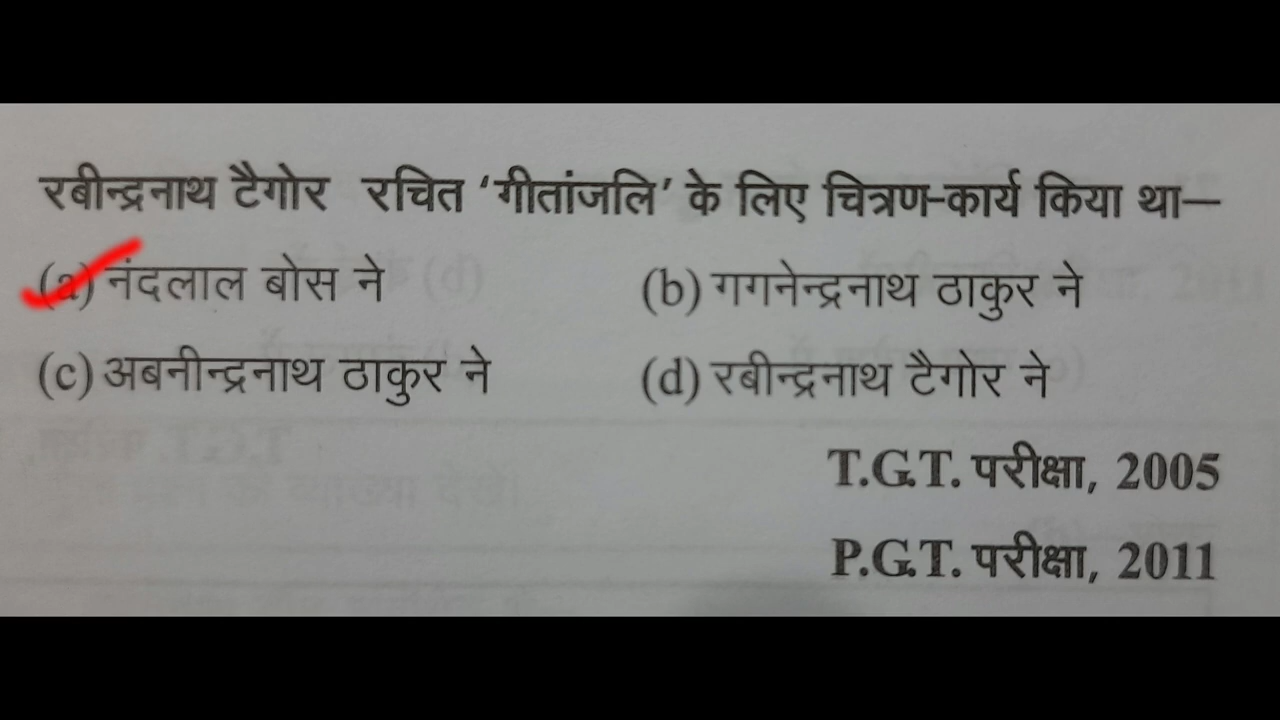 रबीन्द्रनाथ टैगोर रचित ‘गीतांजलि’ के लिए चित्रण-कार्य किया था—
(a) नंदलाल बोस ने (b) गगनेन्द्रनाथ ठाकुर ने
(c) अबनीन्द्रनाथ ठाकुर ने (d) रबीन्द्रनाथ टैगोर ने
T.G.T. परीक्षा, 2005
P.G.T. परीक्षा, 2011